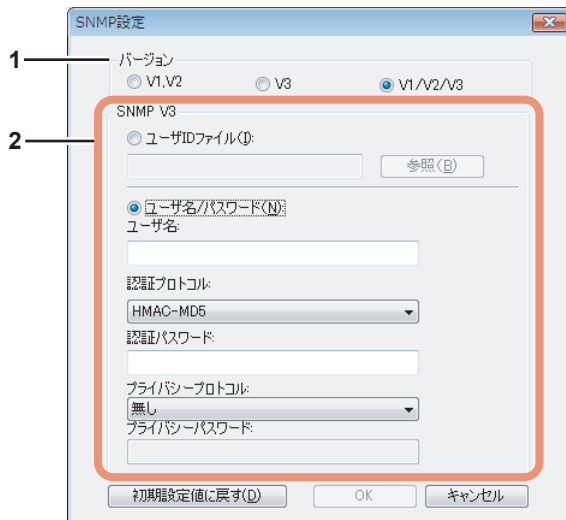 SNMP設定
1
バージョン
V1,V2 V3 V1/V2/V3
2
SNMP V3
ユーザIDファイル(I):
参照(B)
ユーザ名/パスワード(N):
ユーザ名:
認証プロトコル:
HMAC-MD5
認証パスワード:
プライバシープロトコル:
無し
プライバシーパスワード:
初期設定値に戻す(D) OK キャンセル